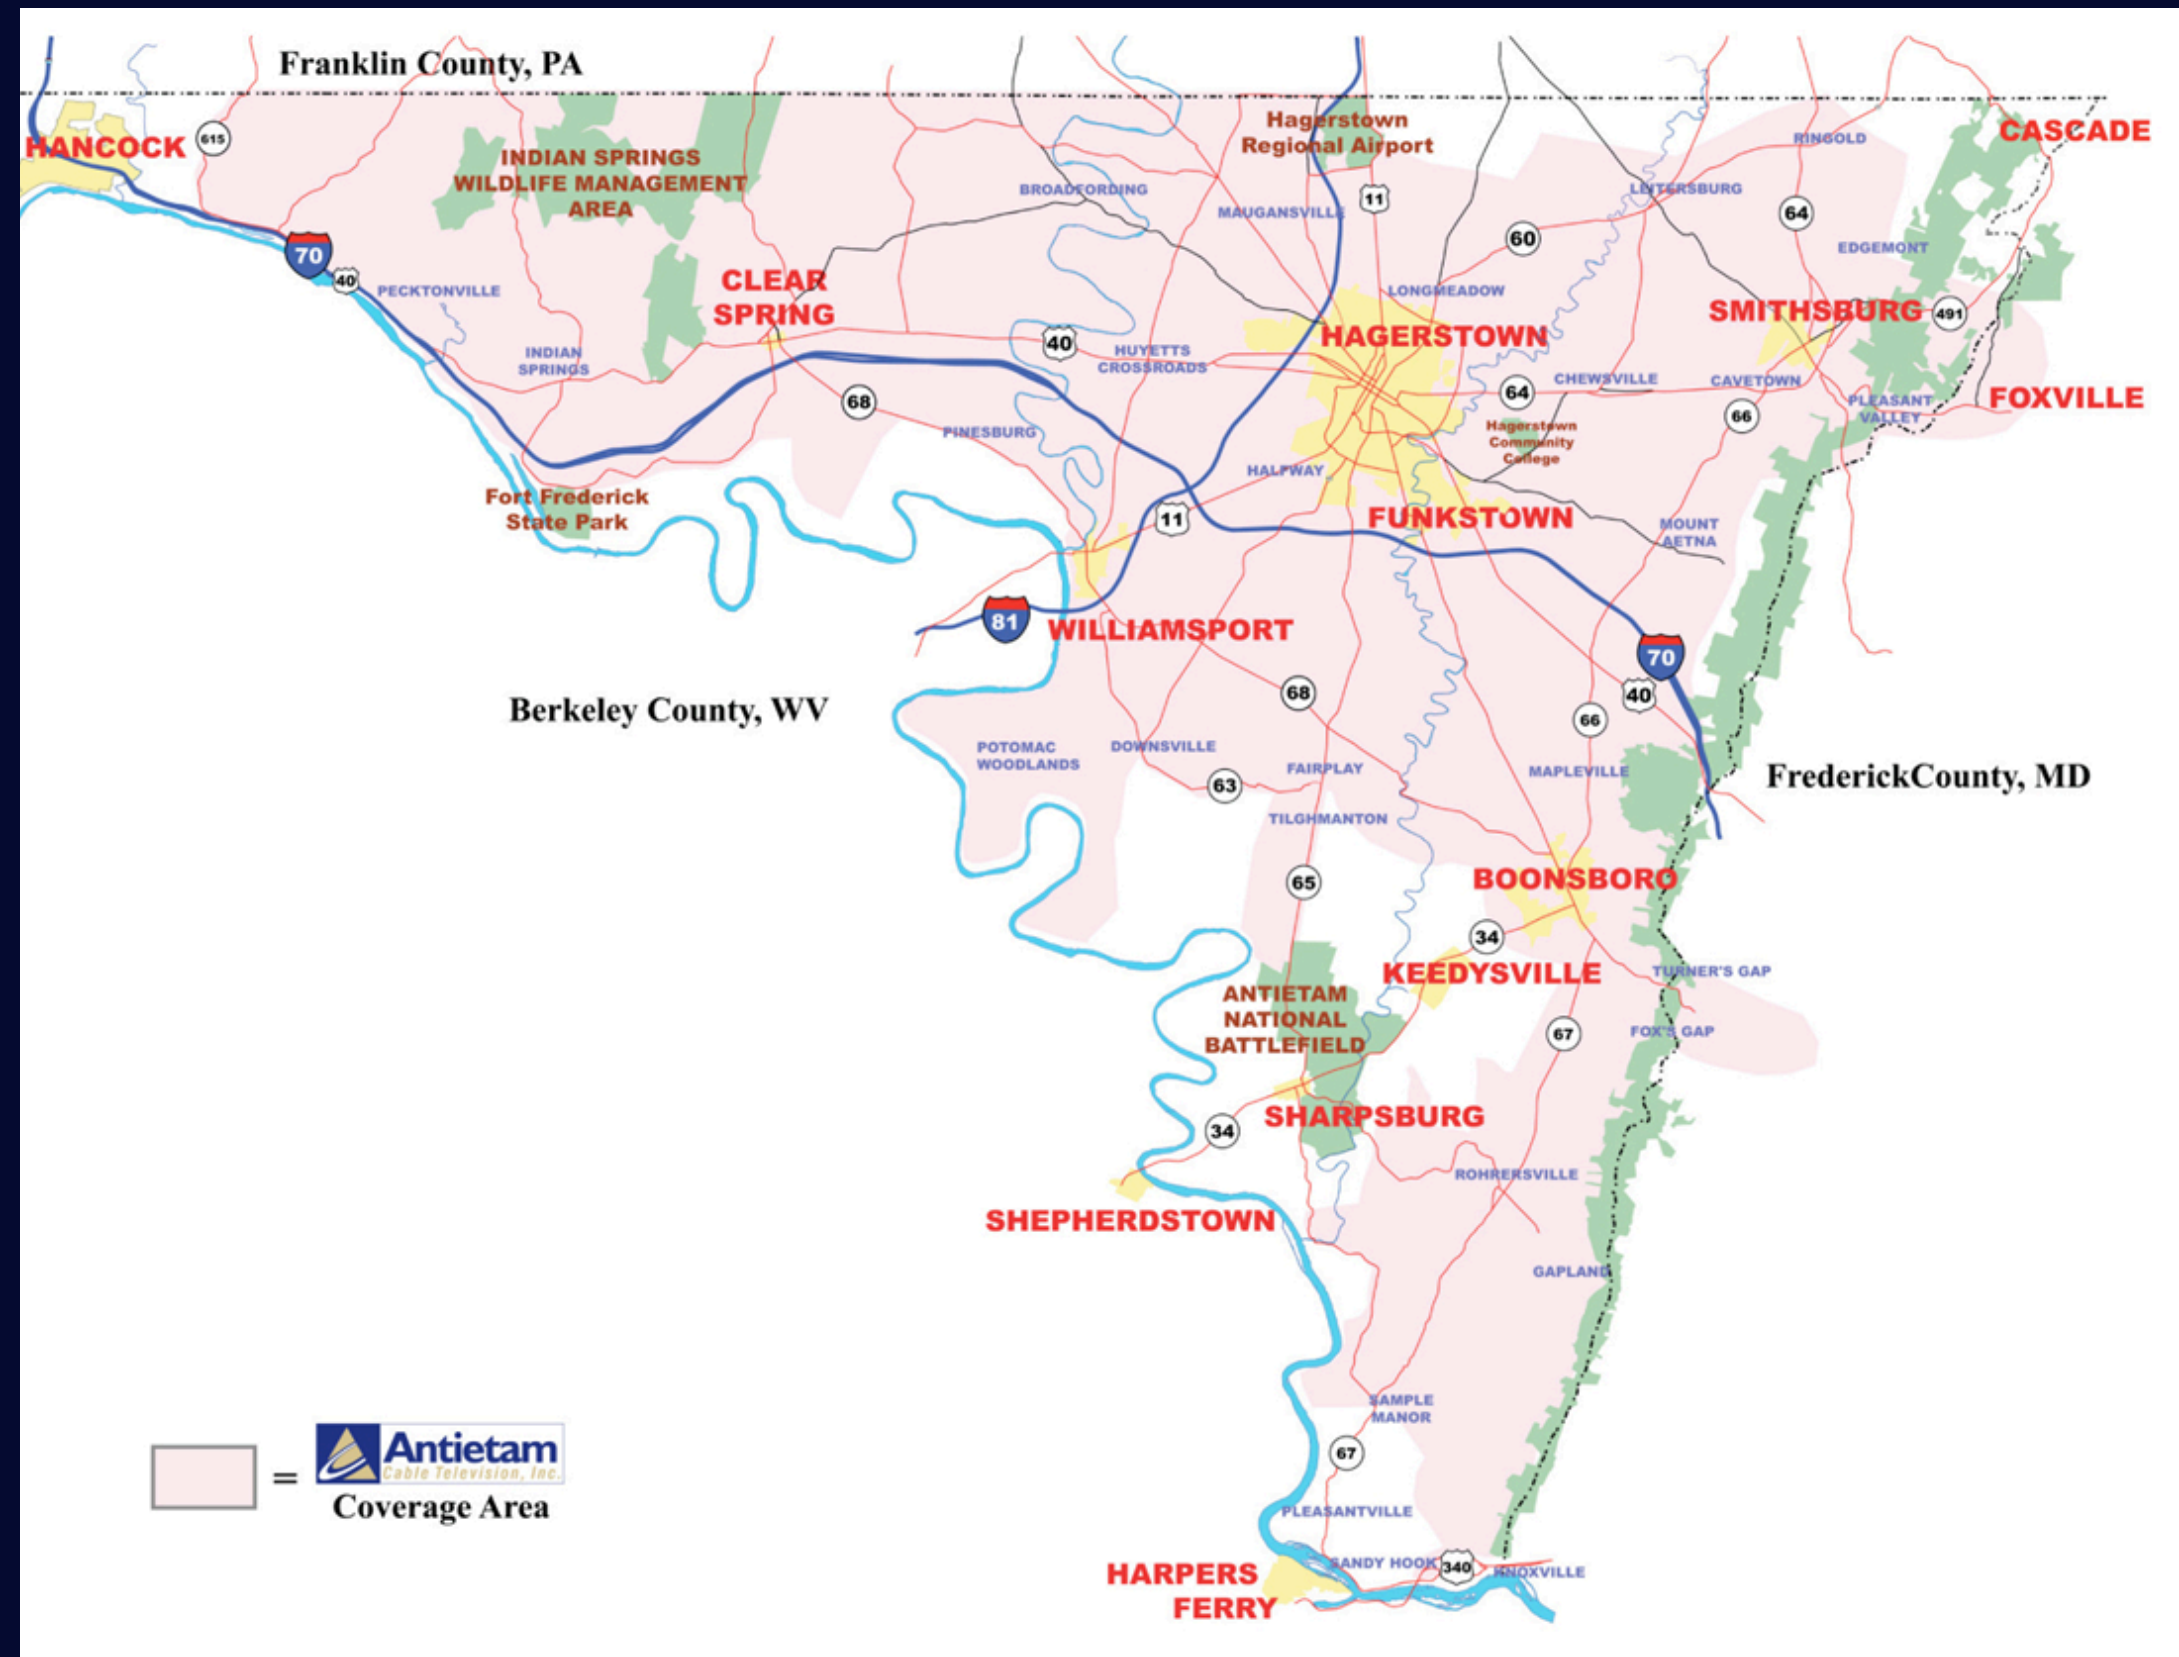 Franklin County, PA
HANCOCK
615
INDIAN SPRINGS
WILDLIFE MANAGEMENT
AREA
Hagerstown
Regional Airport
CASCADE
RINGOLD
BROADFORDING
MAUGANSVILLE
11
LEITERSBURG
64
60
EDGEMONT
70
40
PECKTONVILLE
CLEAR
SPRING
LONGMEADOW
SMITHSBURG
491
HAGERSTOWN
40
HUYETTS
CROSSROADS
INDIAN
SPRINGS
68
64
CHEWSVILLE
CAVETOWN
66
PLEASANT
VALLEY
FOXVILLE
PINESBURG
Hagerstown
Community
College
HALFWAY
Fort Frederick
State Park
11
FUNKSTOWN
MOUNT
AETNA
81
WILLIAMSPORT
70
40
68
66
Berkeley County, WV
POTOMAC
WOODLANDS
DOWNSVILLE
63
FAIRPLAY
MAPLEVILLE
FrederickCounty, MD
TILGHMANTON
65
BOONSBORO
34
KEEDYSVILLE
TURNER'S GAP
ANTIETAM
NATIONAL
BATTLEFIELD
67
FOX'S GAP
SHARPSBURG
34
ROHRERSVILLE
SHEPHERDSTOWN
GAPLAND
SAMPLE
MANOR
67
PLEASANTVILLE
SANDY HOOK
340
KNOXVILLE
HARPERS
FERRY
= Antietam
Cable Television, Inc.
Coverage Area